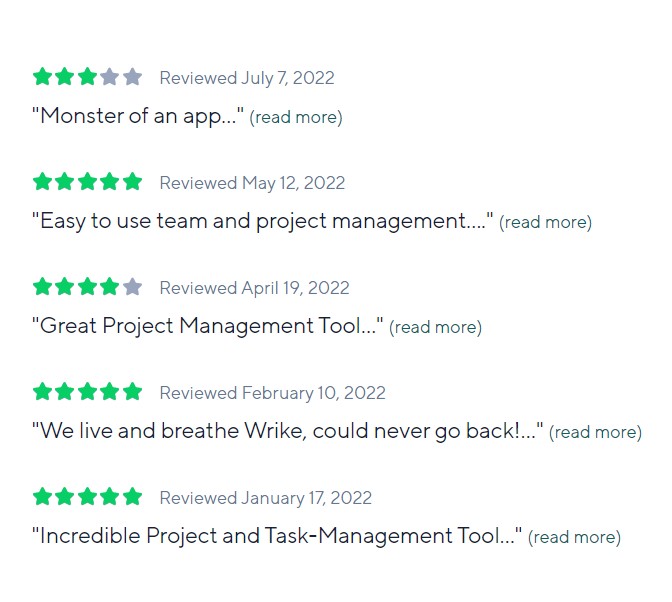 Reviewed July 7, 2022
"Monster of an app..." (read more)
Reviewed May 12, 2022
"Easy to use team and project management...." (read more)
Reviewed April 19, 2022
"Great Project Management Tool..." (read more)
Reviewed February 10, 2022
"We live and breathe Wrike, could never go back!..." (read more)
Reviewed January 17, 2022
"Incredible Project and Task-Management Tool..." (read more)